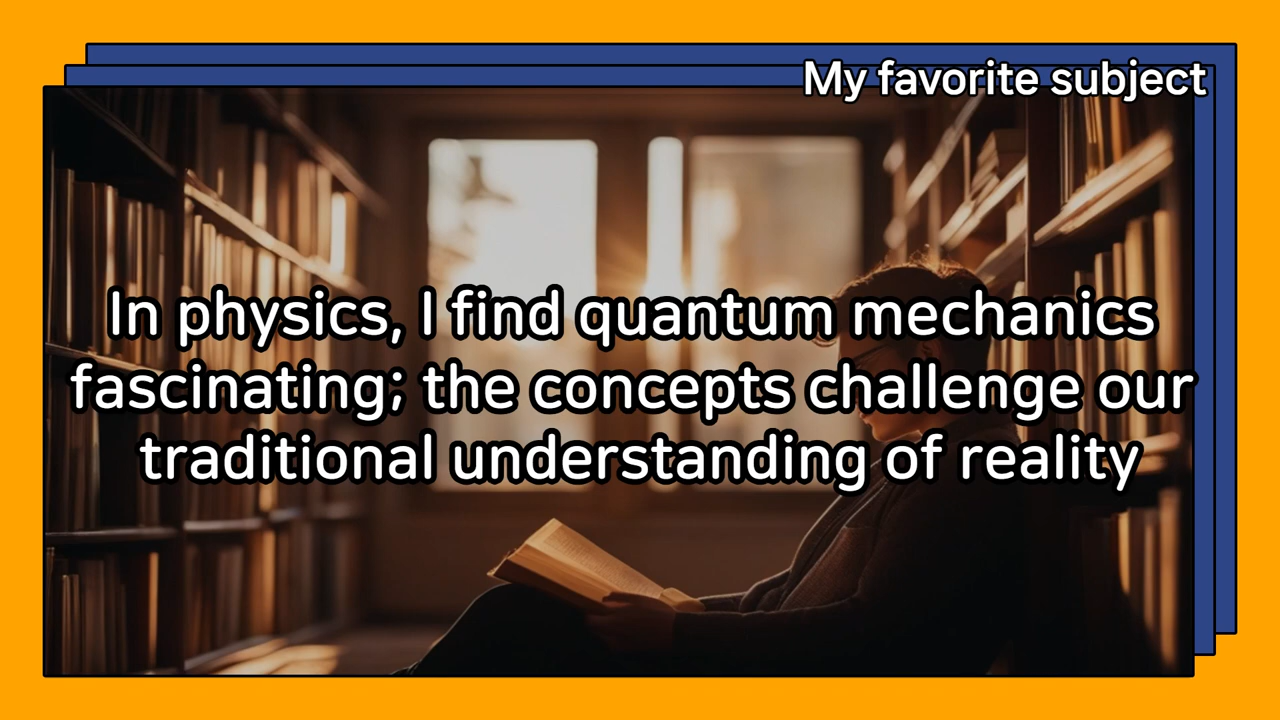 My favorite subject
In physics, I find quantum mechanics
fascinating; the concepts challenge our
traditional understanding of reality